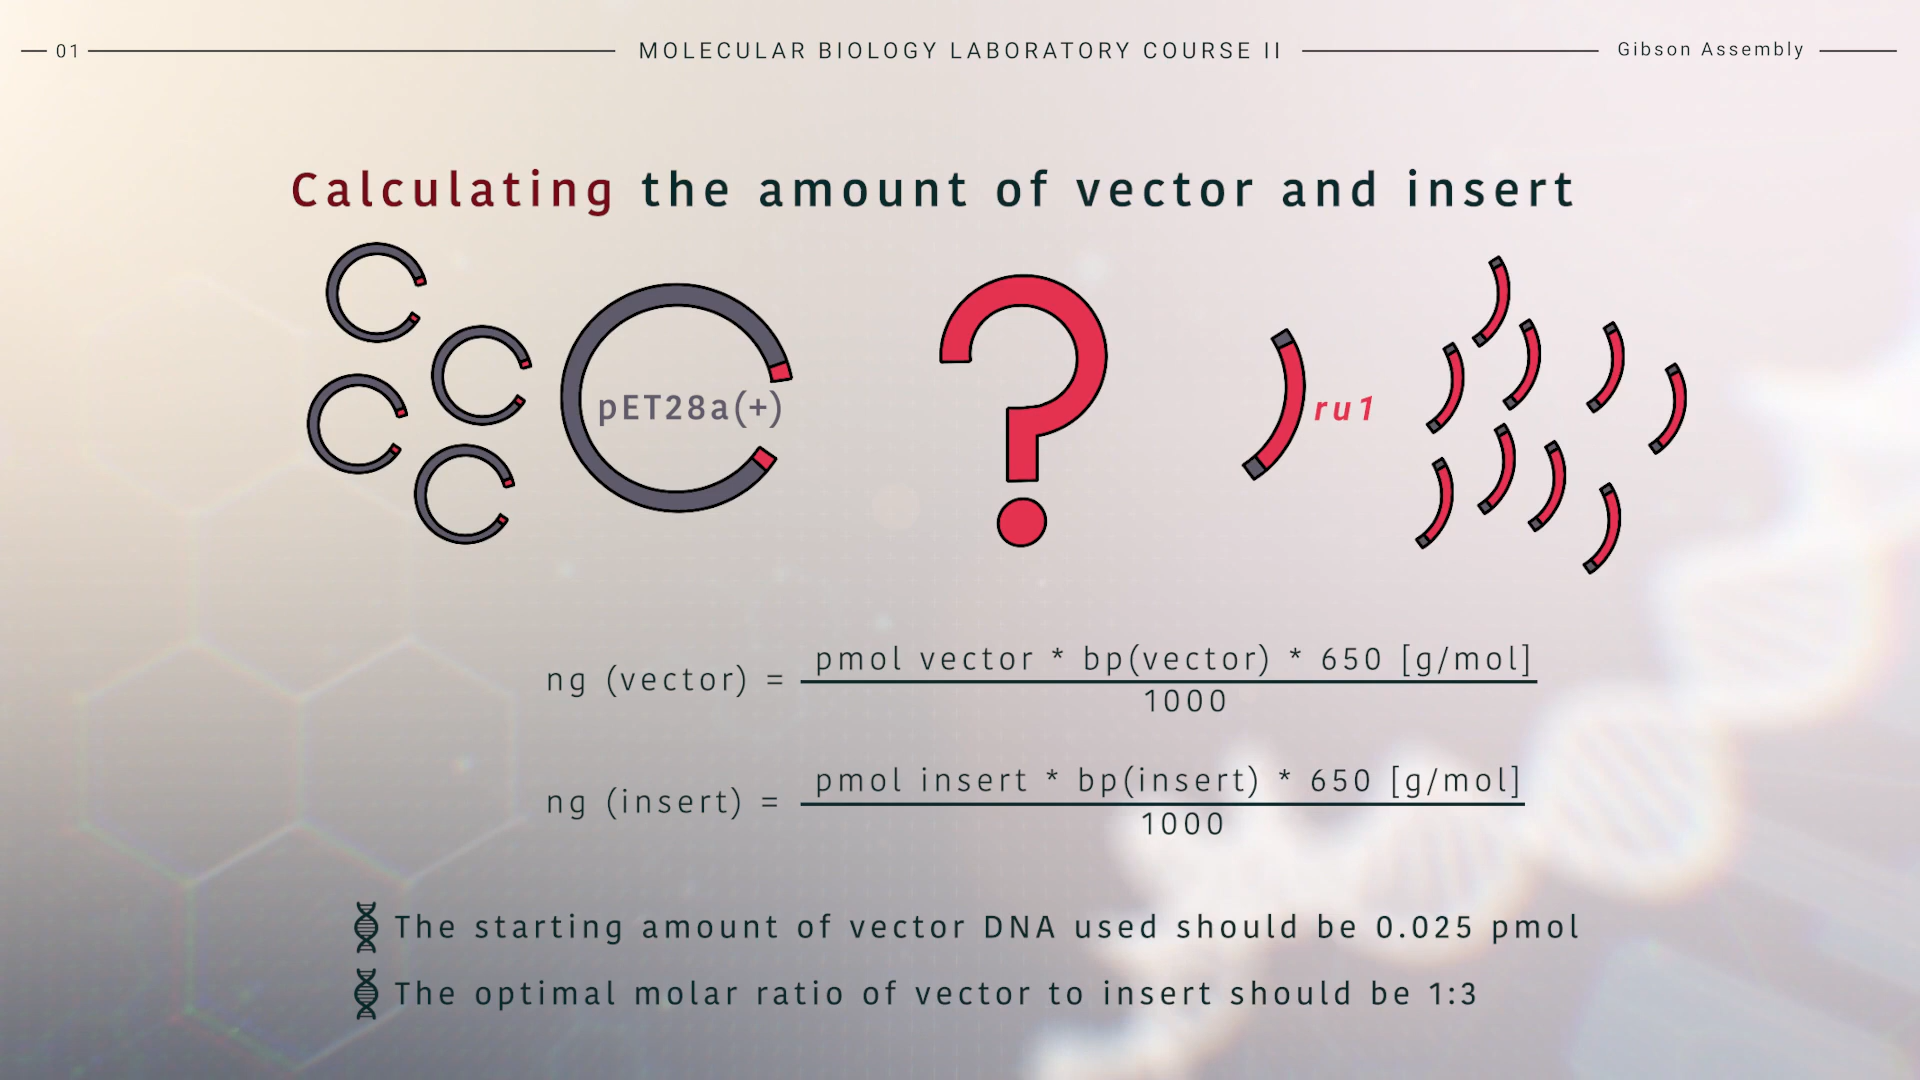 01
MOLECULAR BIOLOGY LABORATORY COURSE II
Gibson Assembly
Calculating the amount of vector and insert
pET28a(+)
ru1
ng (vector) = pmol vector * bp(vector) * 650 [g/mol]
1000
ng (insert) = pmol insert * bp(insert) * 650 [g/mol]
1000
The starting amount of vector DNA used should be 0.025 pmol
The optimal molar ratio of vector to insert should be 1:3